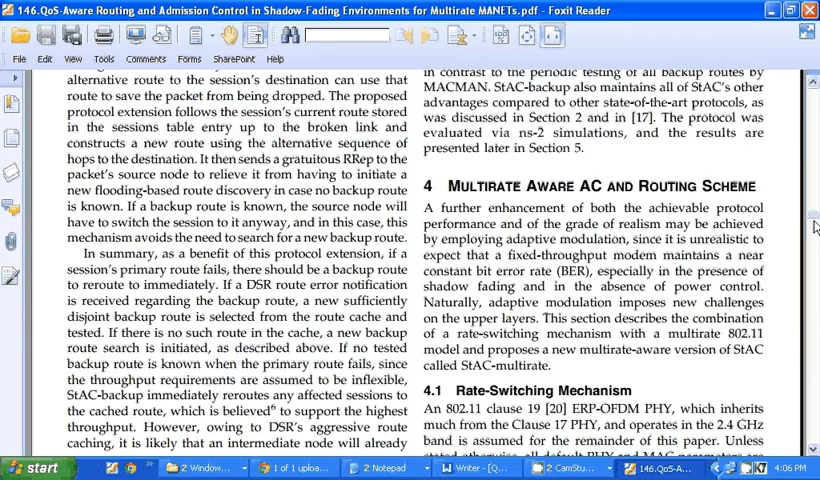 146.QoS-Aware Routing and Admission Control in Shadow-Fading Environments for Multirate MANETs.pdf - Foxit Reader
File Edit View Tools Comments Forms SharePoint Help
alternative route to the session's destination can use that
route to save the packet from being dropped. The proposed
protocol extension follows the session's current route stored
in the sessions table entry up to the broken link and
constructs a new route using the alternative sequence of
hops to the destination. It then sends a gratuitous RRep to the
packet's source node to relieve it from having to initiate a
new flooding-based route discovery in case no backup route
is known. If a backup route is known, the source node will
have to switch the session to it anyway, and in this case, this
mechanism avoids the need to search for a new backup route.
In summary, as a benefit of this protocol extension, if a
session's primary route fails, there should be a backup route
to reroute to immediately. If a DSR route error notification
is received regarding the backup route, a new sufficiently
disjoint backup route is selected from the route cache and
tested. If there is no such route in the cache, a new backup
route search is initiated, as described above. If no tested
backup route is known when the primary route fails, since
the throughput requirements are assumed to be inflexible,
StAC-backup immediately reroutes any affected sessions to
the cached route, which is believed6 to support the highest
throughput. However, owing to DSR's aggressive route
caching, it is likely that an intermediate node will already
in contrast to the periodic testing of all backup routes by
MACMAN. StAC-backup also maintains all of StAC's other
advantages compared to other state-of-the-art protocols, as
was discussed in Section 2 and in [17]. The protocol was
evaluated via ns-2 simulations, and the results are
presented later in Section 5.
4 MULTIRATE AWARE AC AND ROUTING SCHEME
A further enhancement of both the achievable protocol
performance and of the grade of realism may be achieved
by employing adaptive modulation, since it is unrealistic to
expect that a fixed-throughput modem maintains a near
constant bit error rate (BER), especially in the presence of
shadow fading and in the absence of power control.
Naturally, adaptive modulation imposes new challenges
on the upper layers. This section describes the combination
of a rate-switching mechanism with a multirate 802.11
model and proposes a new multirate-aware version of StAC
called StAC-multirate.
4.1 Rate-Switching Mechanism
An 802.11 clause 19 [20] ERP-OFDM PHY, which inherits
much from the Clause 17 PHY, and operates in the 2.4 GHz
band is assumed for the remainder of this paper. Unless
start 2 Window... 1 of 1 uploa... 2 Notepad Writer - [Q... 2 CamStu... 146.QoS-A... 4:06 PM